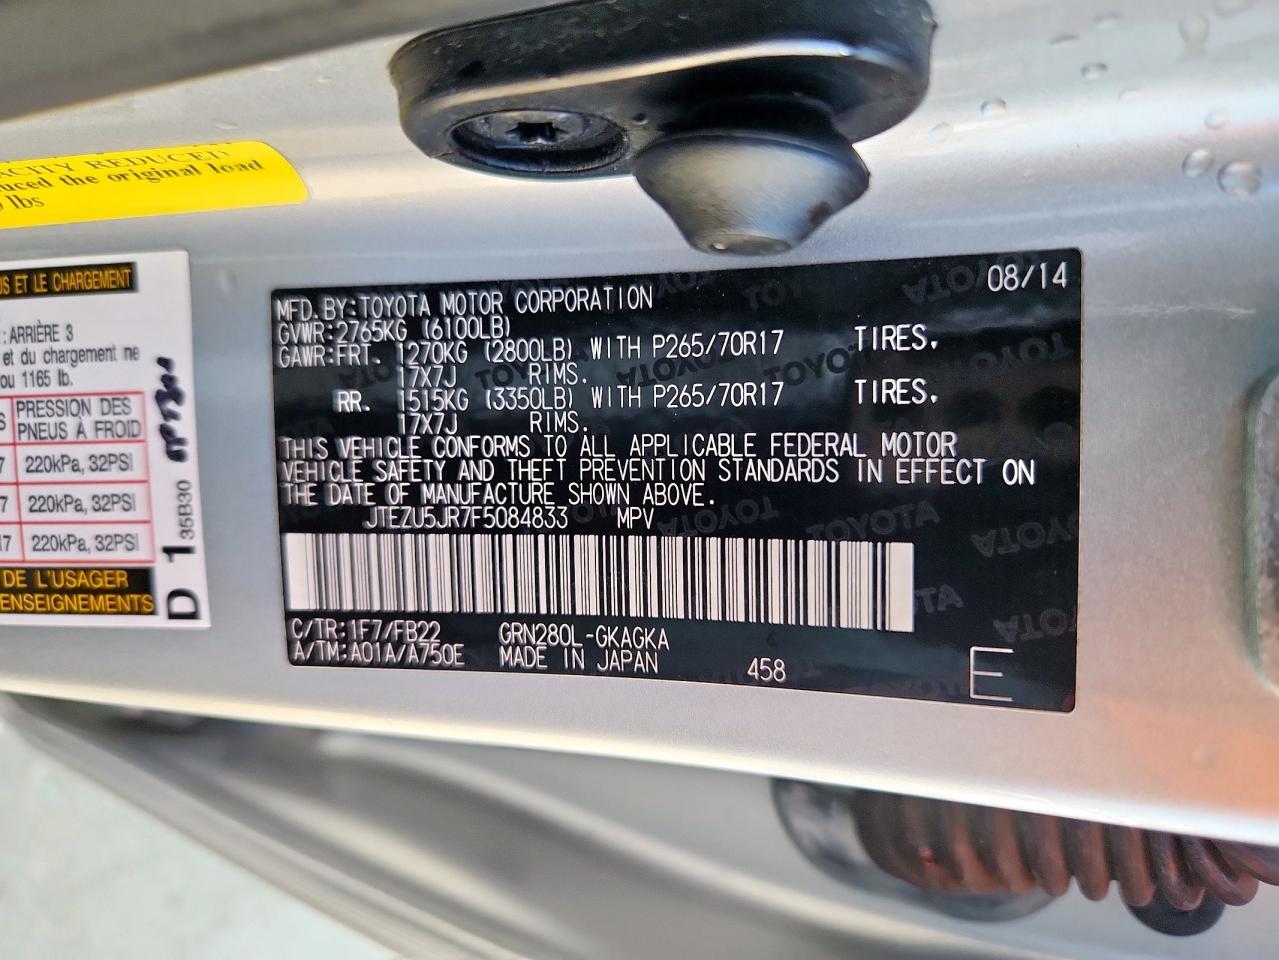 ACITY REDUCED
uced the original load
lbs
US ET LE CHARGEMENT
: ARRIÈRE 3
et du chargement ne
ou 1165 lb.
PRESSION DES
PNEUS À FROID
7 220kPa, 32PSI
220kPa, 32PSI
17 220kPa, 32PSI
DE L'USAGER
ENSEIGNEMENTS
D 1 35B30
MFD. BY:TOYOTA MOTOR CORPORATION 08/14
GVWR:2765KG (6100LB)
GAWR:FRT. 1270KG (2800LB) WITH P265/70R17 TIRES.
17X7J RIMS.
RR. 1515KG (3350LB) WITH P265/70R17 TIRES.
17X7J RIMS.
THIS VEHICLE CONFORMS TO ALL APPLICABLE FEDERAL MOTOR
VEHICLE SAFETY AND THEFT PREVENTION STANDARDS IN EFFECT ON
THE DATE OF MANUFACTURE SHOWN ABOVE.
JTEZU5JR7F5084833 MPV
C/TR:1F7/FB22 GRN280L-GKAGKA
A/TM:A01A/A750E MADE IN JAPAN 458 E